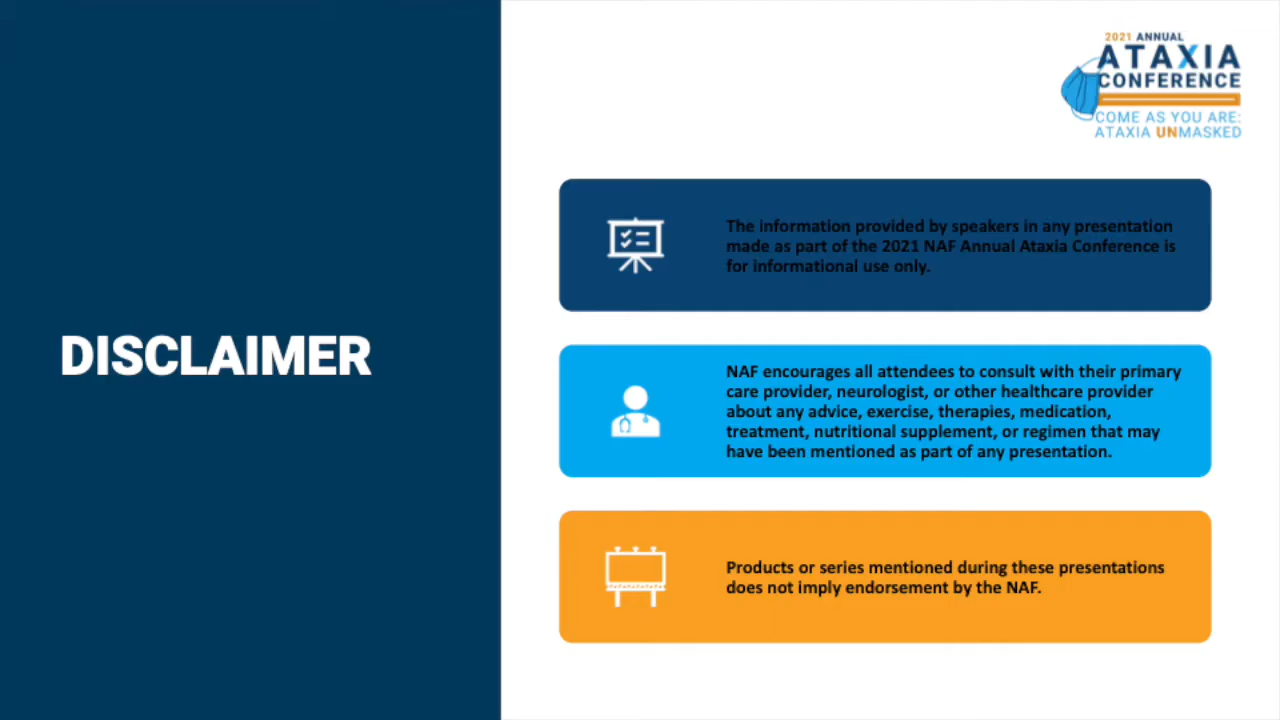 2021 ANNUAL
ATAXIA
CONFERENCE
COME AS YOU ARE:
ATAXIA UNMASKED
DISCLAIMER
The information provided by speakers in any presentation
made as part of the 2021 NAF Annual Ataxia Conference is
for informational use only.
NAF encourages all attendees to consult with their primary
care provider, neurologist, or other healthcare provider
about any advice, exercise, therapies, medication,
treatment, nutritional supplement, or regimen that may
have been mentioned as part of any presentation.
Products or series mentioned during these presentations
does not imply endorsement by the NAF.